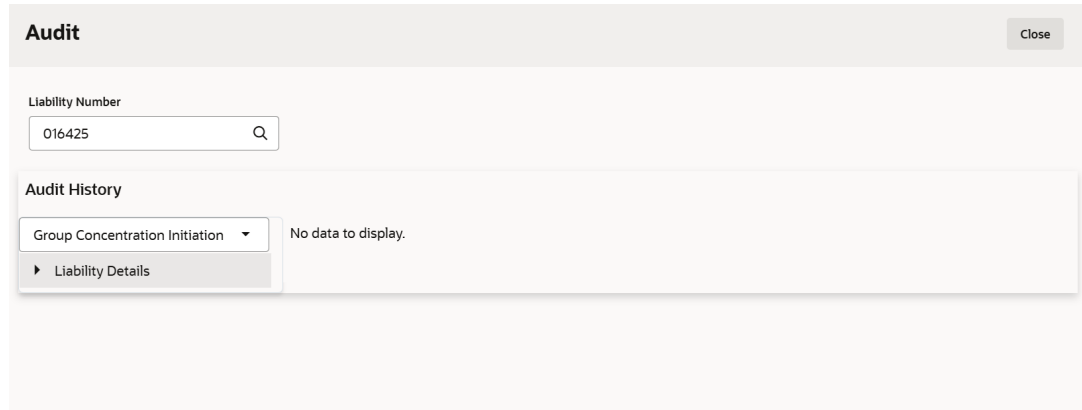 Audit
Close
Liability Number
016425
Audit History
Group Concentration Initiation
No data to display.
Liability Details